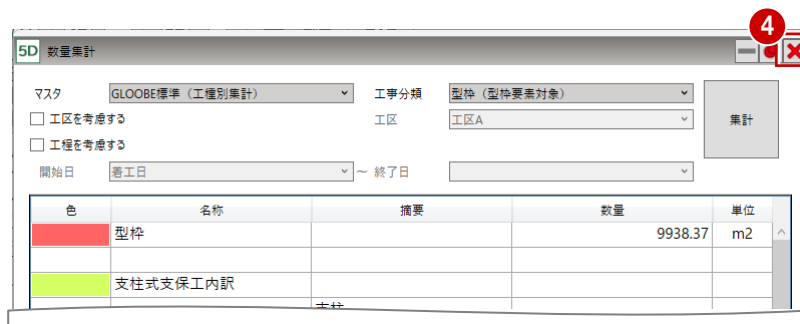 4
5D 数量集計
マスタ GLOOBE標準（工種別集計） 工事分類 型枠（型枠要素対象） 集計
工区を考慮する 工区 工区A
工程を考慮する
開始日 着工日 ～ 終了日
色 名称 摘要 数量 単位
型枠 9938.37 m2
支柱式支保工内訳
支柱